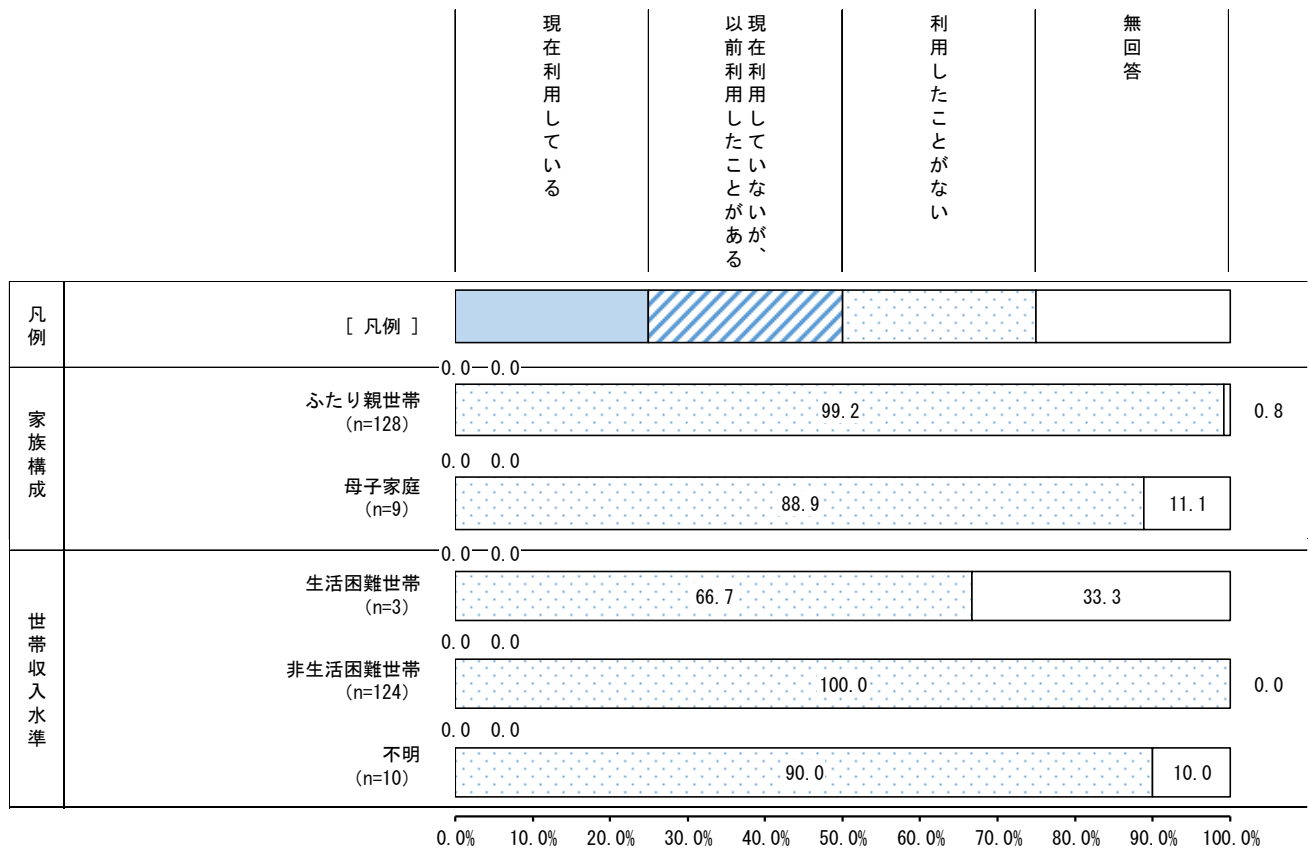 現在利用している
現在利用していないが、
以前利用したことがある
利用したことがない
無回答
凡例
[ 凡例 ]
家族構成
0.0 0.0
ふたり親世帯
(n=128)
99.2
0.8
0.0 0.0
母子家庭
(n=9)
88.9
11.1
世帯収入水準
0.0 0.0
生活困難世帯
(n=3)
66.7
33.3
0.0 0.0
非生活困難世帯
(n=124)
100.0
0.0
0.0 0.0
不明
(n=10)
90.0
10.0
0.0% 10.0% 20.0% 30.0% 40.0% 50.0% 60.0% 70.0% 80.0% 90.0% 100.0%